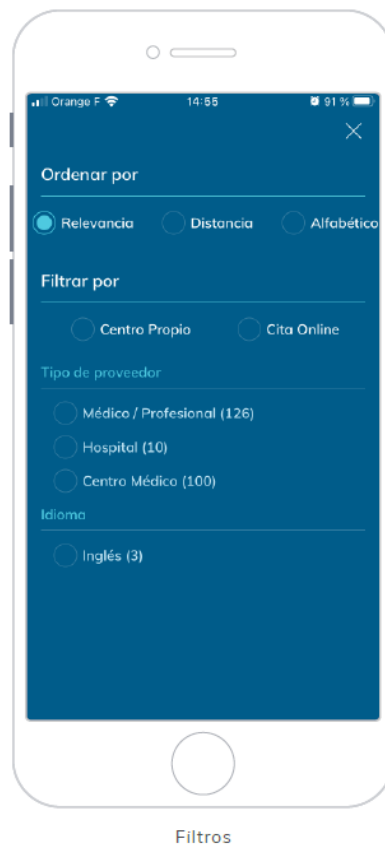 Orange F 14:55 91 %
Ordenar por
Relevancia Distancia Alfabético
Filtrar por
Centro Propio Cita Online
Tipo de proveedor
Médico / Profesional (126)
Hospital (10)
Centro Médico (100)
Idioma
Inglés (3)
Filtros